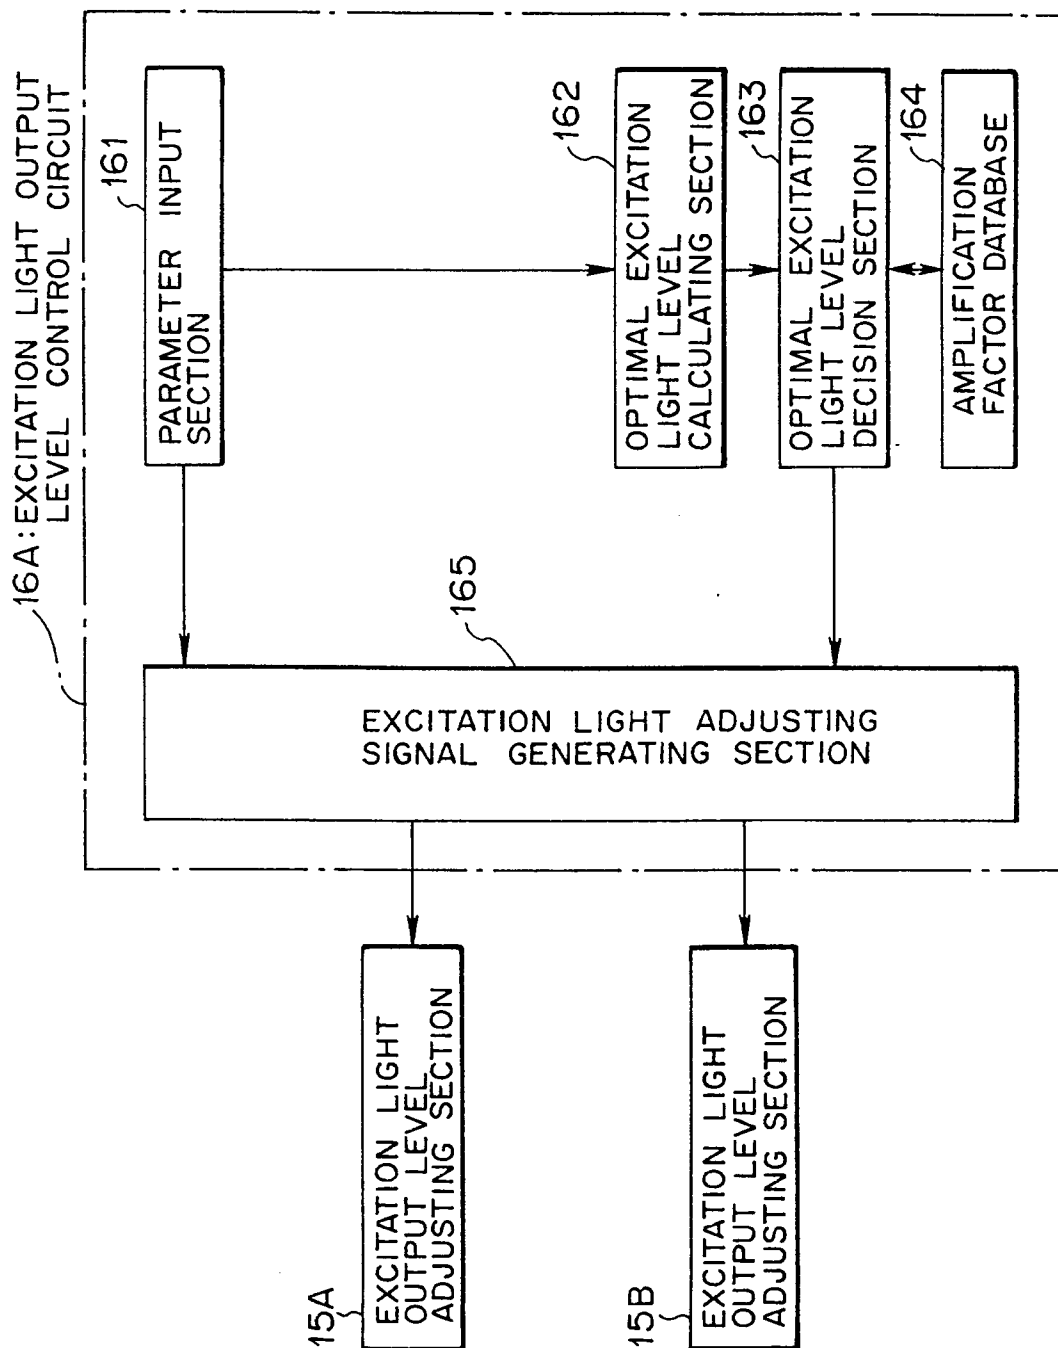 16A:EXCITATION LIGHT OUTPUT
LEVEL CONTROL CIRCUIT
161
PARAMETER INPUT
SECTION
162
OPTIMAL EXCITATION
LIGHT LEVEL
CALCULATING SECTION
163
OPTIMAL EXCITATION
LIGHT LEVEL
DECISION SECTION
164
AMPLIFICATION
FACTOR DATABASE
165
EXCITATION LIGHT ADJUSTING
SIGNAL GENERATING SECTION
15A
EXCITATION LIGHT
OUTPUT LEVEL
ADJUSTING SECTION
15B
EXCITATION LIGHT
OUTPUT LEVEL
ADJUSTING SECTION